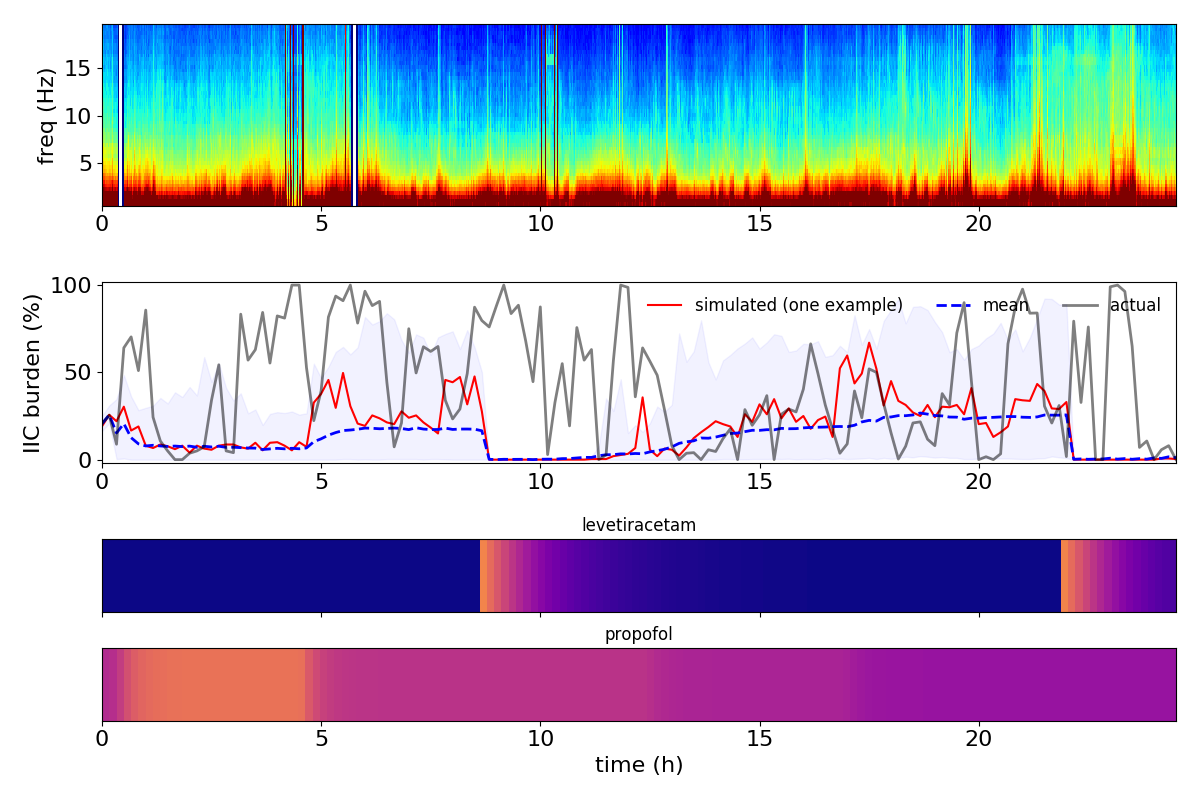 15
10
5
freq (Hz)
0 5 10 15 20
100
50
0
IIC burden (%)
simulated (one example) mean actual
0 5 10 15 20
levetiracetam
propofol
0 5 10 15 20
time (h)